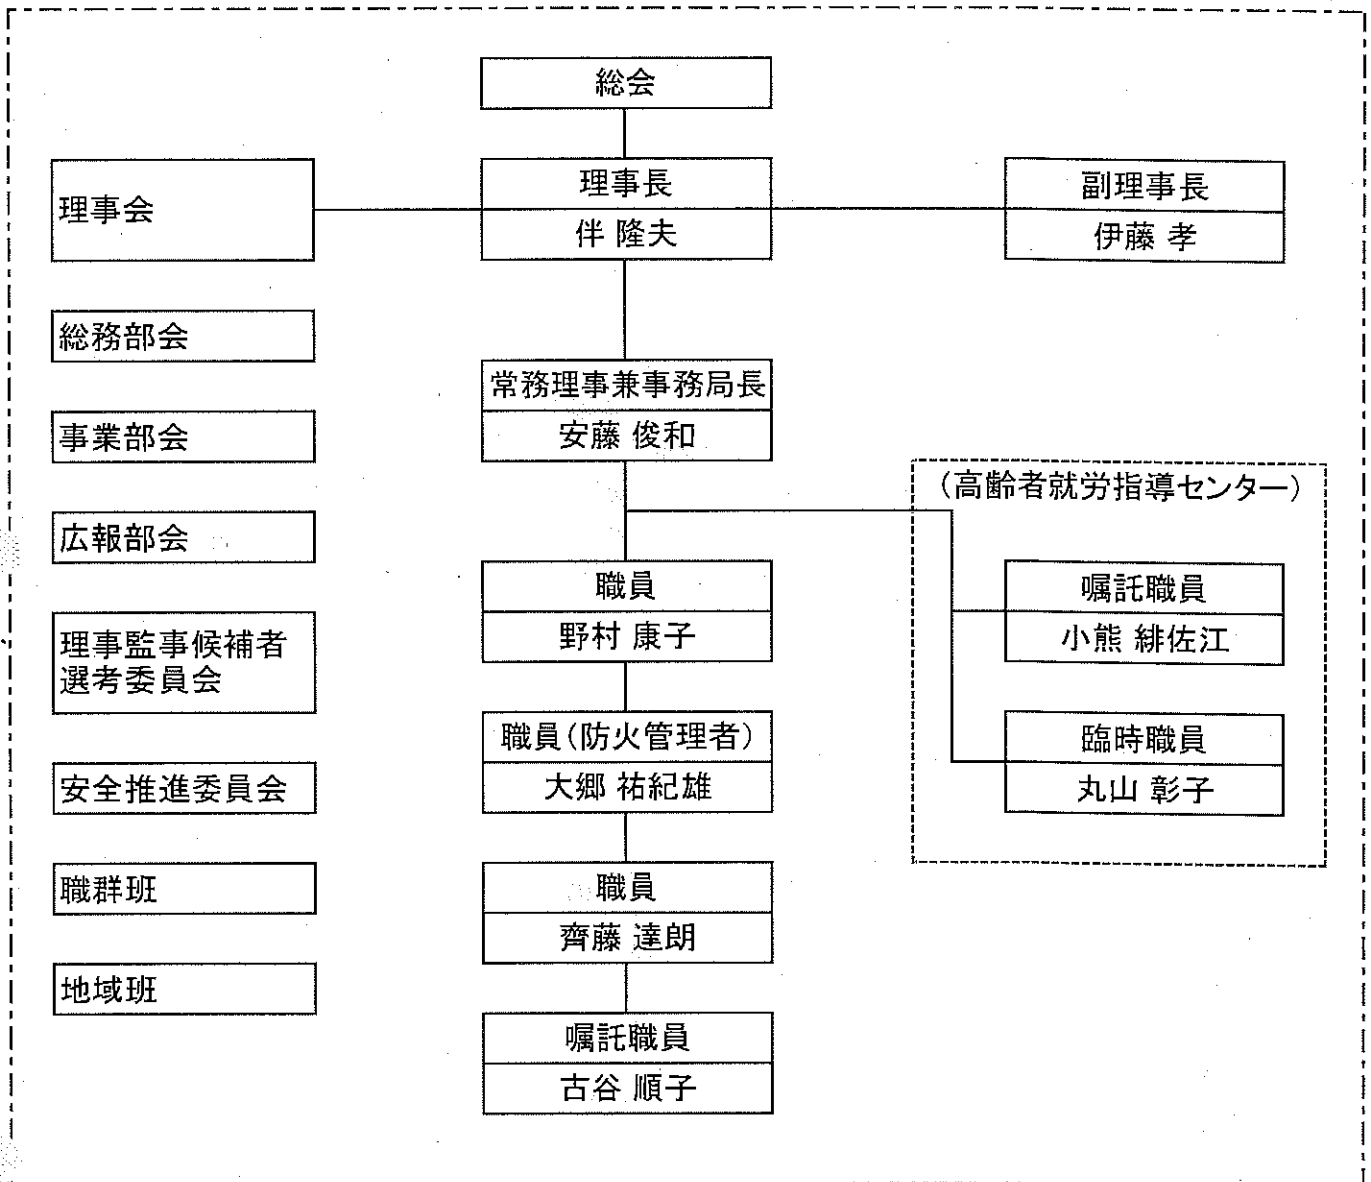 総会
理事会
理事長
伴 隆夫
副理事長
伊藤 孝
総務部会
事業部会
広報部会
理事監事候補者
選考委員会
安全推進委員会
職群班
地域班
常務理事兼事務局長
安藤 俊和
職員
野村 康子
職員(防火管理者)
大郷 祐紀雄
職員
齊藤 達朗
嘱託職員
古谷 順子
(高齢者就労指導センター)
嘱託職員
小熊 緋佐江
臨時職員
丸山 彰子